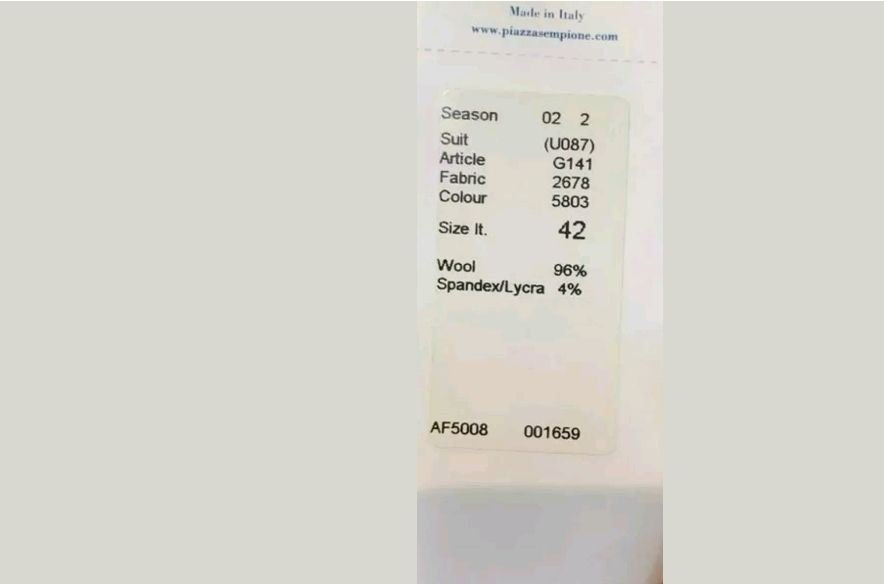 Made in Italy
www.piazzasempione.com
Season 02 2
Suit (U087)
Article G141
Fabric 2678
Colour 5803
Size It. 42
Wool 96%
Spandex/Lycra 4%
AF5008 001659